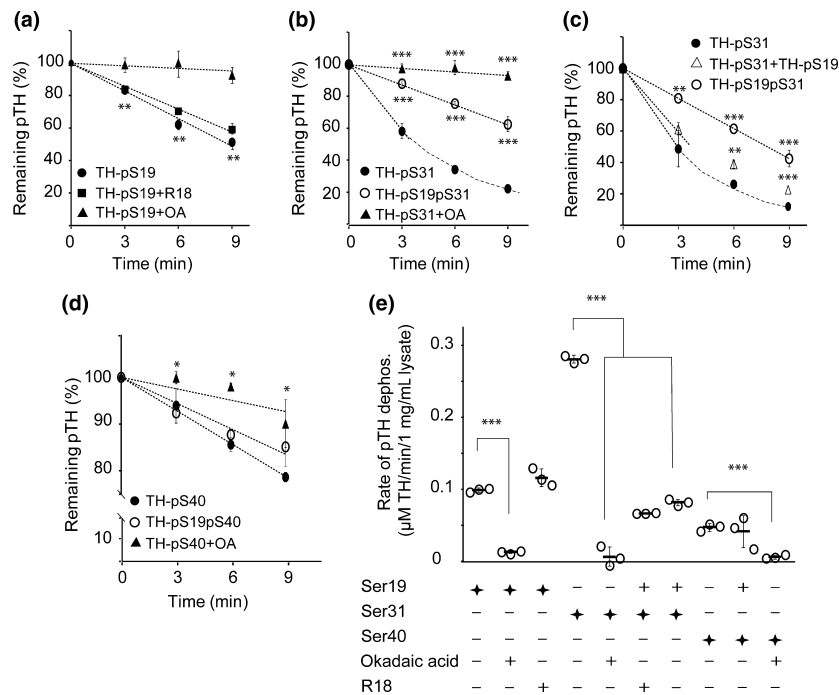 (a)
Remaining pTH (%)
100
80
60
40
20
**
**
**
TH-pS19
TH-pS19+R18
TH-pS19+OA
0 3 6 9
Time (min)
(b)
Remaining pTH (%)
100
80
60
40
20
*** *** ***
***
***
***
TH-pS31
TH-pS19pS31
TH-pS31+OA
0 3 6 9
Time (min)
(c)
Remaining pTH (%)
100
80
60
40
20
TH-pS31
TH-pS31+TH-pS19
TH-pS19pS31
**
***
***
**
***
0 3 6 9
Time (min)
(d)
Remaining pTH (%)
100
90
80
10
* * *
TH-pS40
TH-pS19pS40
TH-pS40+OA
0 3 6 9
Time (min)
(e)
Rate of pTH dephos.
(µM TH/min/1 mg/mL lysate)
0.3
0.2
0.1
0
***
***
***
Ser19 ✦ ✦ ✦ – – + + – + –
Ser31 – – – ✦ ✦ ✦ ✦ – – –
Ser40 – – – – – – – ✦ ✦ ✦
Okadaic acid – + – – + – – – – +
R18 – – + – – + – – – –